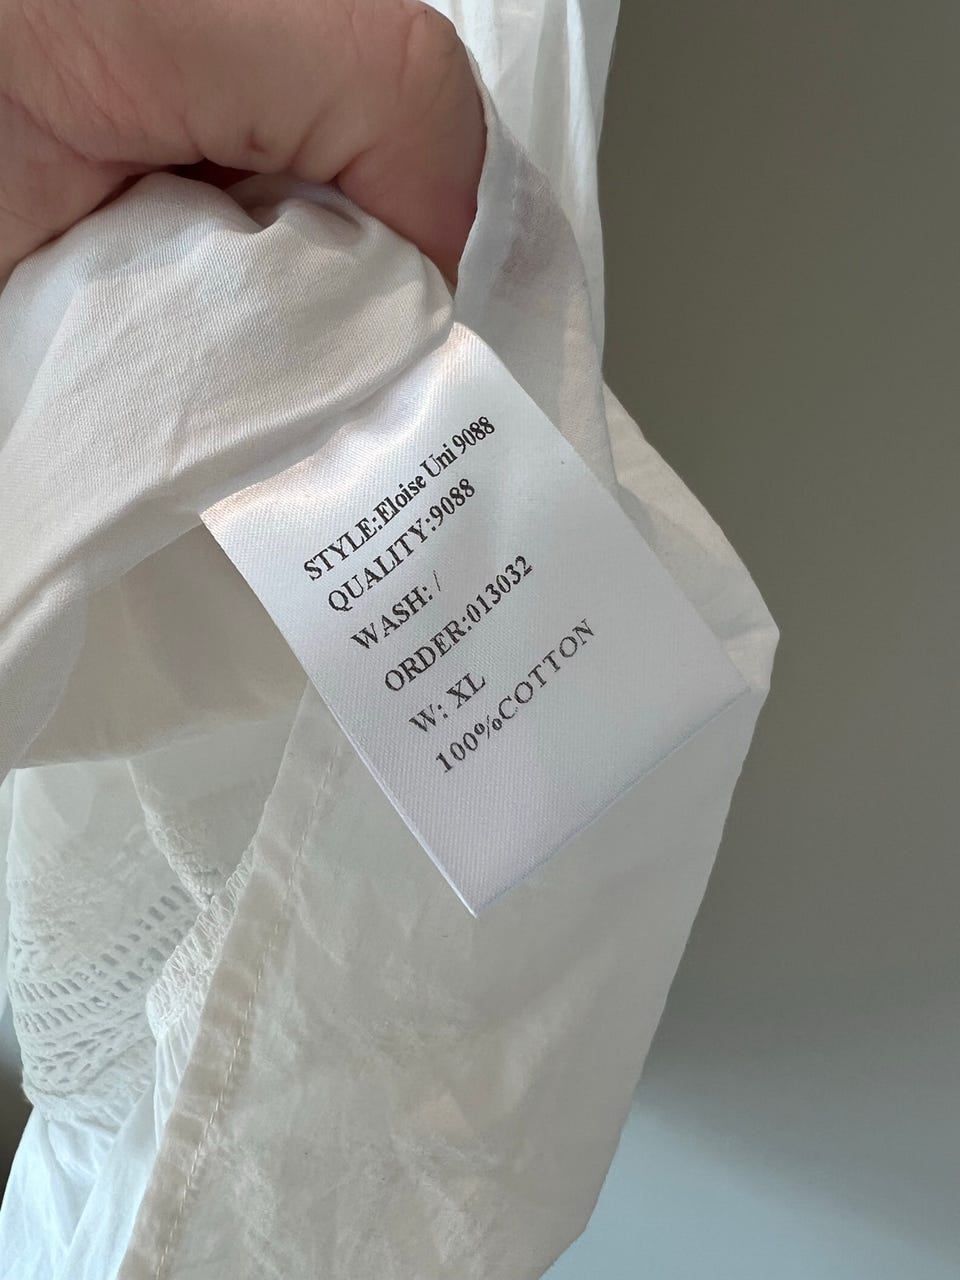 STYLE:Eloise Uni 9088
QUALITY:9088
WASH: /
ORDER:013032
W: XL
100%COTTON